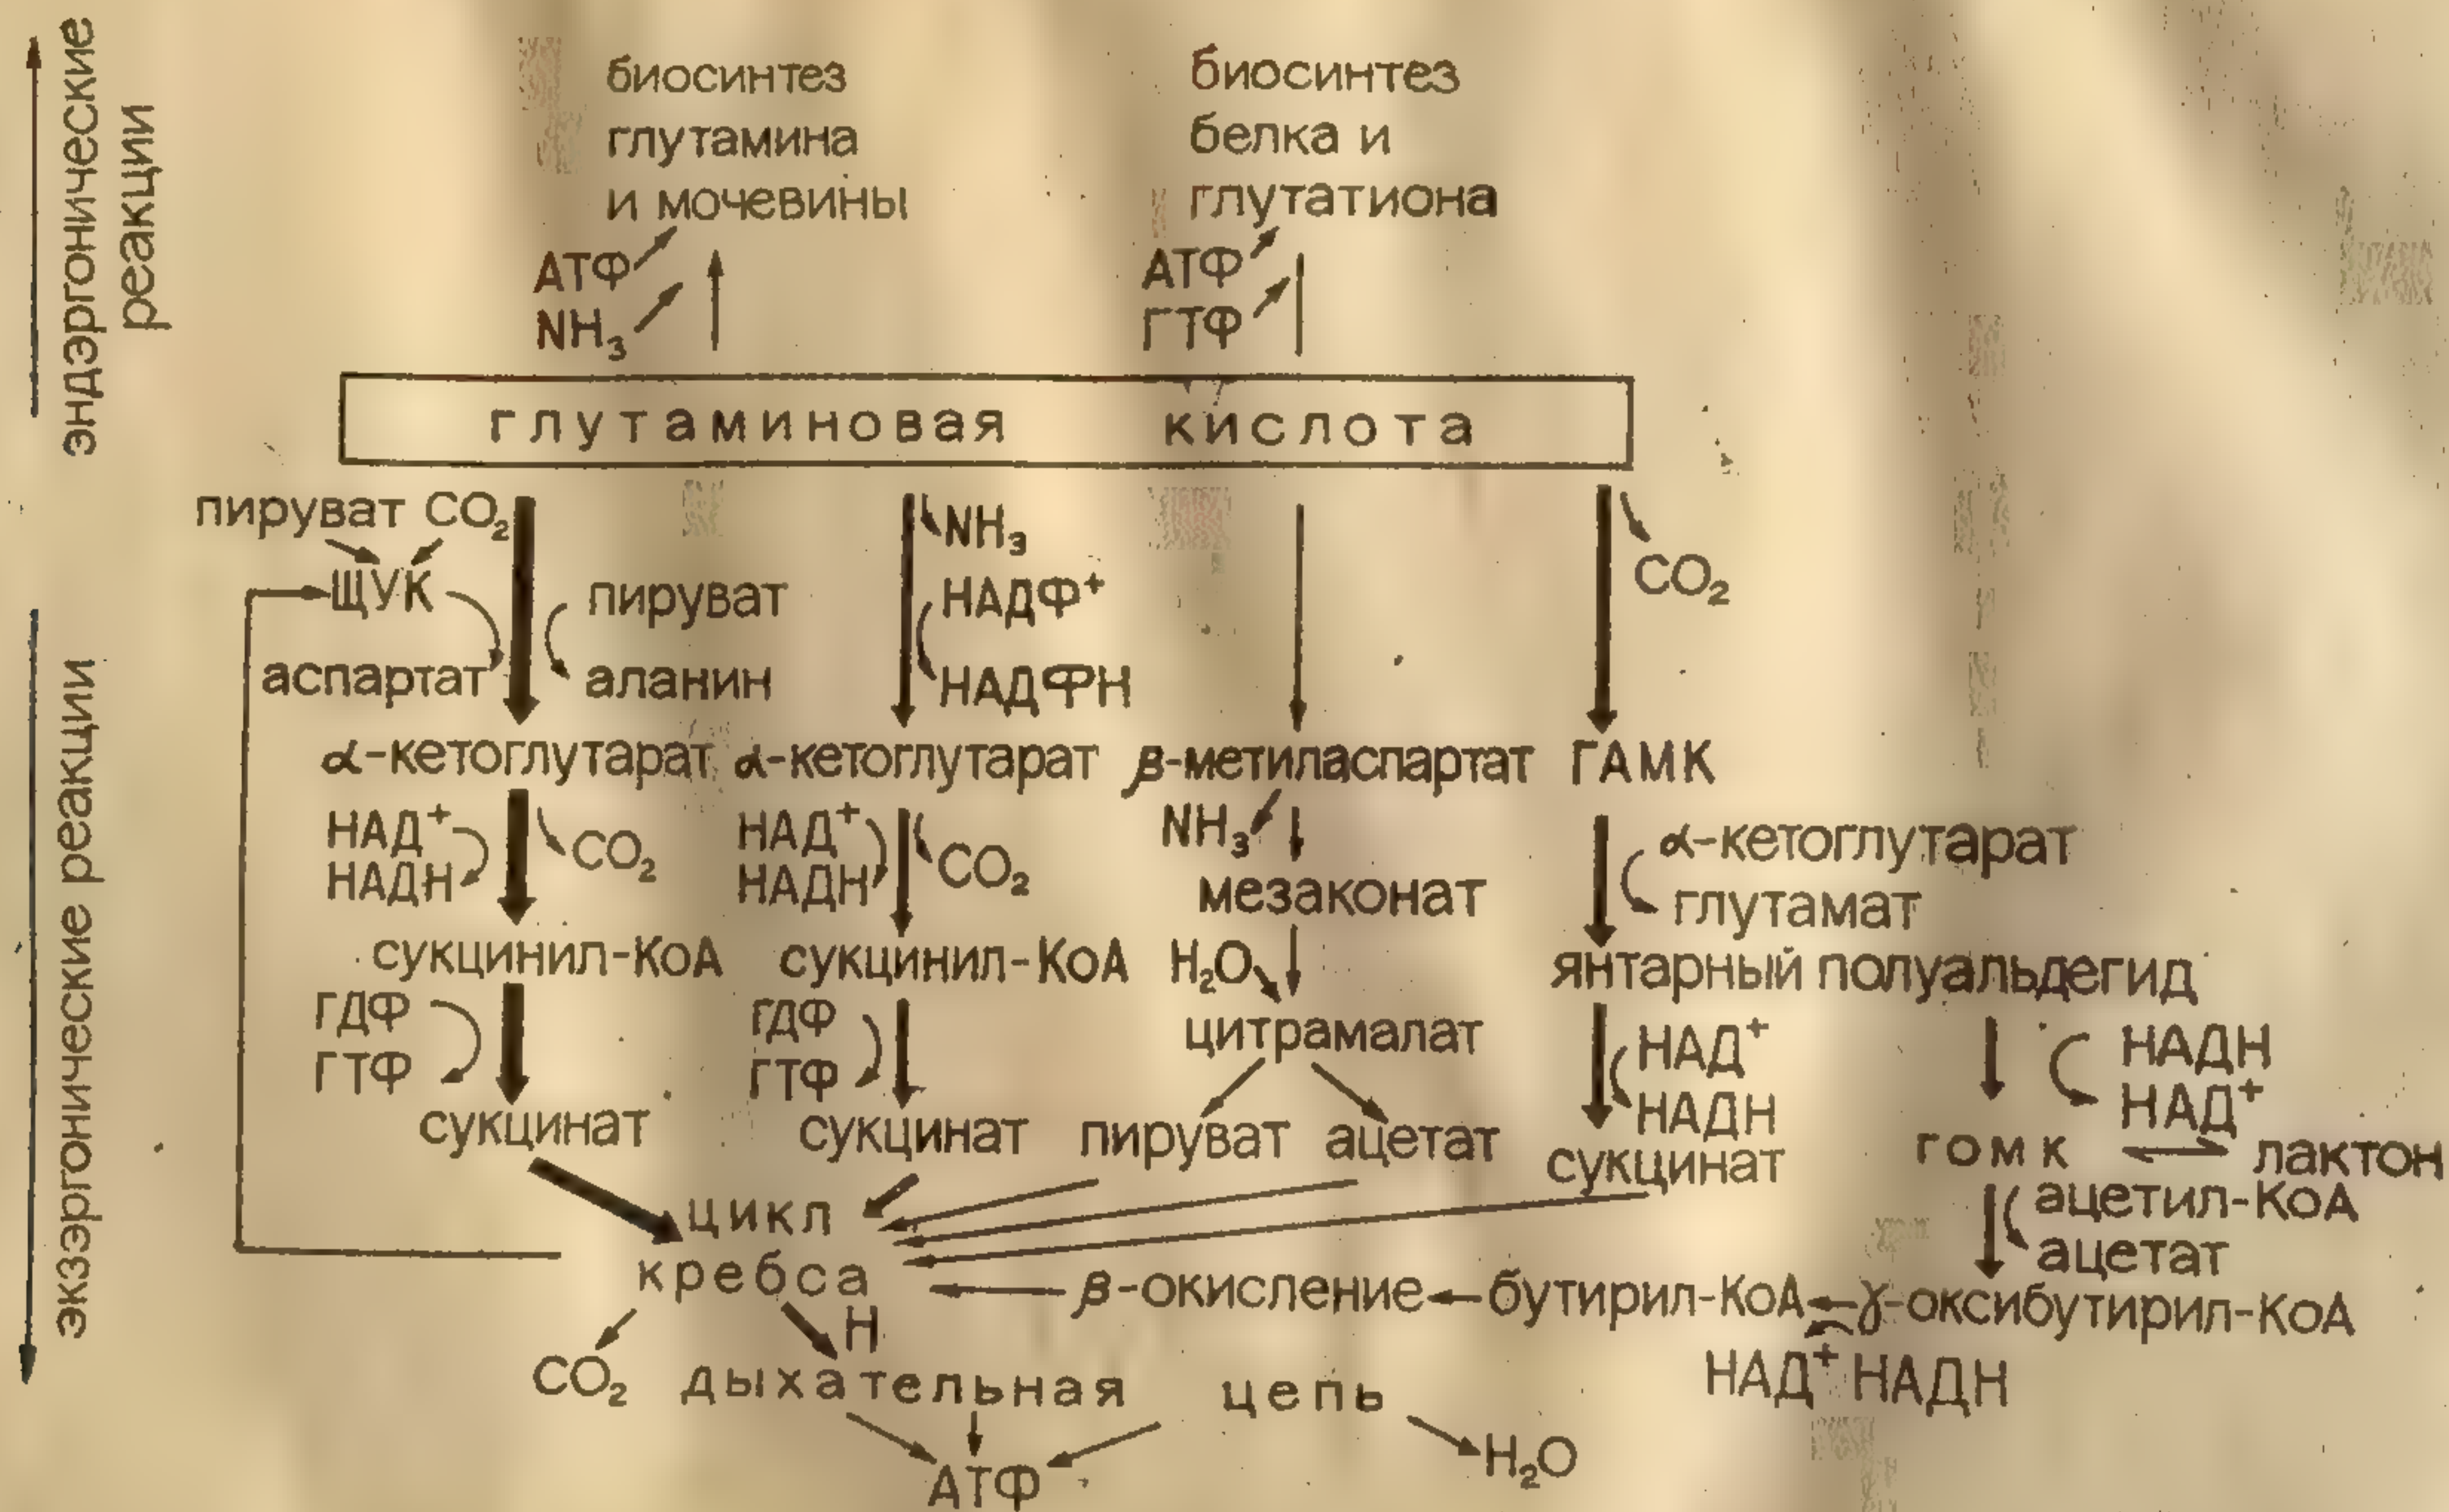 эндэргонические
реакции
экзэргонические реакции
биосинтез
глутамина
и мочевины
АТФ
NH₃
биосинтез
белка и
глутатиона
АТФ
ГТФ
глутаминовая кислота
пируват CO₂
ЩУК
аспартат
пируват
аланин
NH₃
НАДФ⁺
НАДФН
CO₂
α-кетоглутарат α-кетоглутарат β-метиласпартат ГАМК
НАД⁺
НАДН
CO₂
НАД⁺
НАДН
CO₂
NH₃
мезаконат
α-кетоглутарат
глутамат
сукцинил-КоА сукцинил-КоА H₂O янтарный полуальдегид
ГДФ
ГТФ
ГДФ
ГТФ
цитрамалат
НАД⁺
НАДН
НАДН
НАД⁺
сукцинат сукцинат пируват ацетат сукцинат гомк лактон
ацетил-КоА
ацетат
цикл
кребса β-окисление бутирил-КоА γ-оксибутирил-КоА
НАД⁺ НАДН
H
CO₂ дыхательная цепь
АТФ H₂O